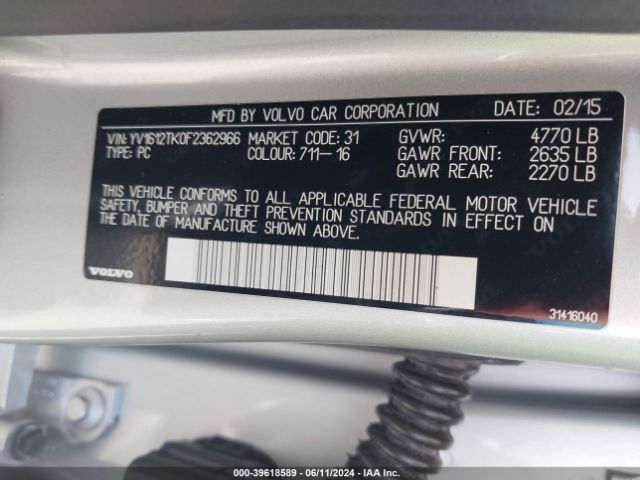 MFD BY VOLVO CAR CORPORATION DATE: 02/15
VIN: YV1612TK0F2362966 MARKET CODE: 31 GVWR: 4770 LB
TYPE: PC COLOUR: 711-16 GAWR FRONT: 2635 LB
GAWR REAR: 2270 LB
THIS VEHICLE CONFORMS TO ALL APPLICABLE FEDERAL MOTOR VEHICLE
SAFETY, BUMPER AND THEFT PREVENTION STANDARDS IN EFFECT ON
THE DATE OF MANUFACTURE SHOWN ABOVE.
VOLVO
31416040
000-39618589 - 06/11/2024 - IAA Inc.